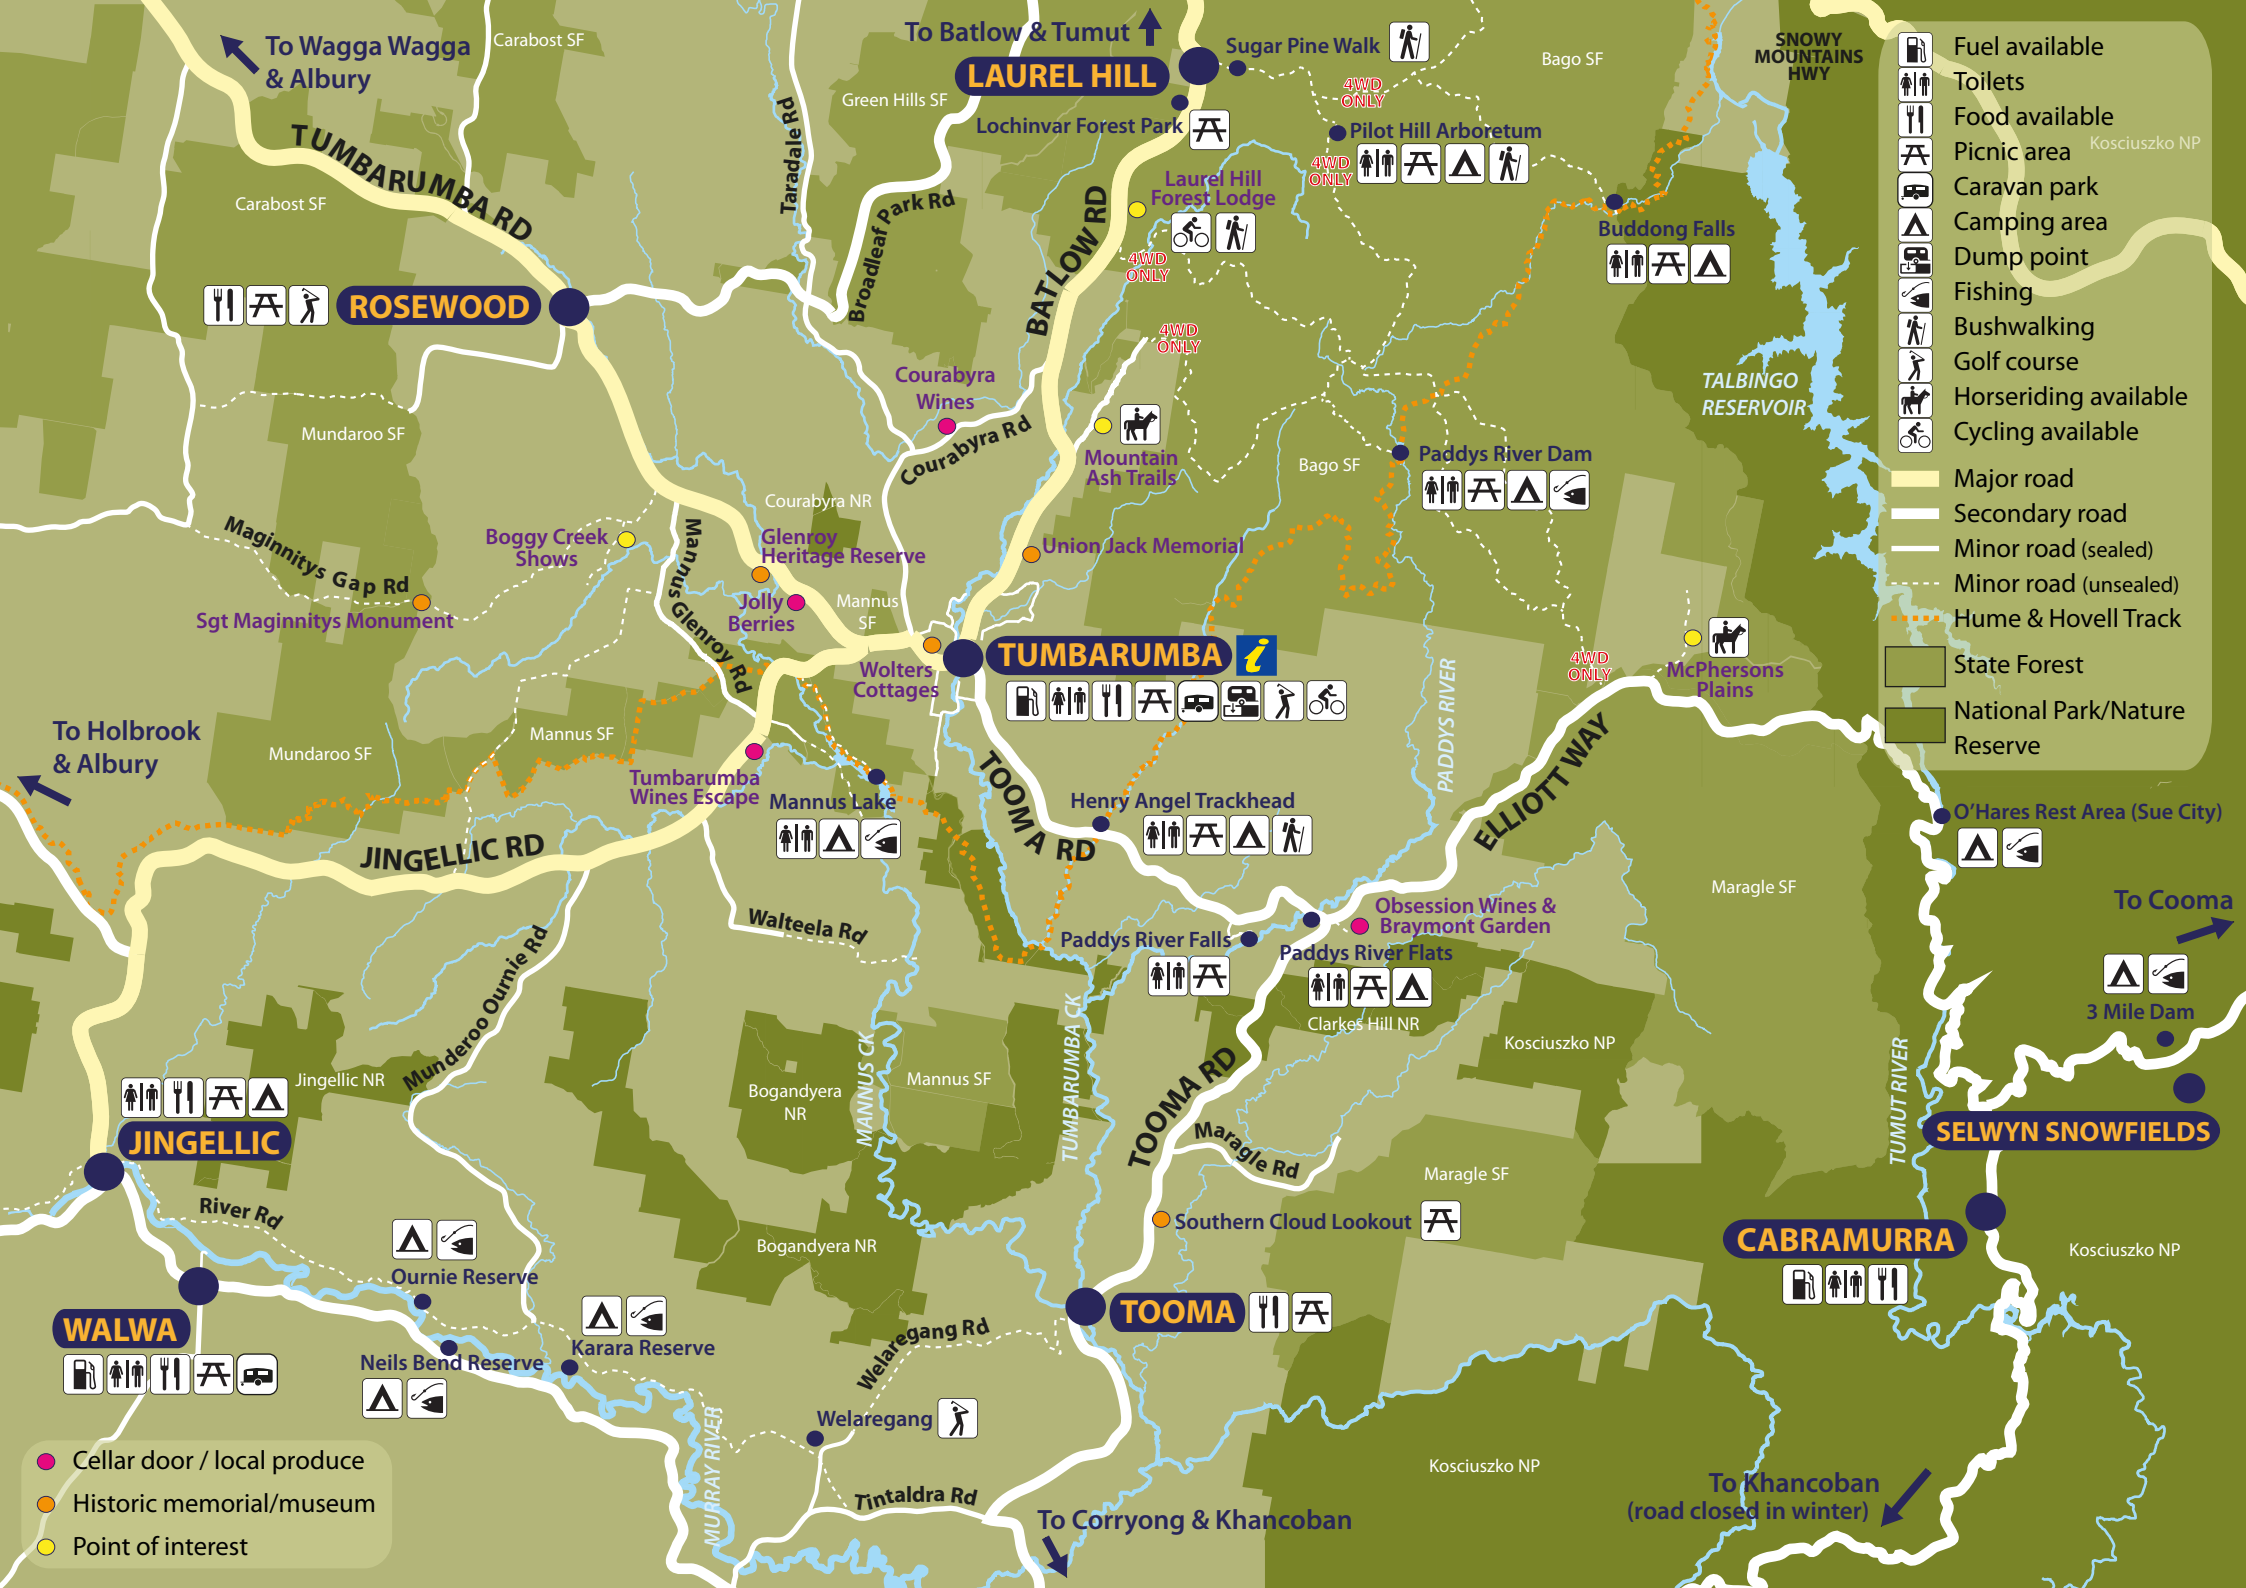 To Wagga Wagga
& Albury
Carabost SF
To Batlow & Tumut
LAUREL HILL
Sugar Pine Walk
Bago SF
SNOWY
MOUNTAINS
HWY
Green Hills SF
Taradale Rd
Lochinvar Forest Park
4WD
ONLY
Pilot Hill Arboretum
4WD
ONLY
Kosciuszko NP
TUMBARUMBA RD
Carabost SF
Broadleaf Park Rd
BATLOW RD
Laurel Hill
Forest Lodge
4WD
ONLY
Buddong Falls
ROSEWOOD
4WD
ONLY
TALBINGO
RESERVOIR
Courabyra
Wines
Courabyra Rd
Mountain
Ash Trails
Bago SF
Paddys River Dam
Mundaroo SF
Courabyra NR
Maginnitys Gap Rd
Sgt Maginnitys Monument
Boggy Creek
Shows
Mannus Glenroy Rd
Glenroy
Heritage Reserve
Jolly
Berries
Mannus
SF
Union Jack Memorial
Wolters
Cottages
TUMBARUMBA
i
4WD
ONLY
McPhersons
Plains
PADDYS RIVER
ELLIOTT WAY
To Holbrook
& Albury
Mundaroo SF
Mannus SF
Tumbarumba
Wines Escape
Mannus Lake
TOOMA RD
Henry Angel Trackhead
JINGELLIC RD
Walteela Rd
Munderoo Ournie Rd
Paddys River Falls
Paddys River Flats
Obsession Wines &
Braymont Garden
Maragle SF
O'Hares Rest Area (Sue City)
To Cooma
3 Mile Dam
Clarkes Hill NR
Kosciuszko NP
TUMUT RIVER
SELWYN SNOWFIELDS
MANNUS CK
TUMBARUMBA CK
Mannus SF
Bogandyera
NR
TOOMA RD
Maragle Rd
Maragle SF
Jingellic NR
JINGELLIC
River Rd
Ournie Reserve
Bogandyera NR
Southern Cloud Lookout
CABRAMURRA
Kosciuszko NP
WALWA
Neils Bend Reserve
Karara Reserve
Welaregang Rd
TOOMA
Welaregang
MURRAY RIVER
Tintaldra Rd
To Corryong & Khancoban
Kosciuszko NP
To Khancoban
(road closed in winter)
Fuel available
Toilets
Food available
Picnic area
Caravan park
Camping area
Dump point
Fishing
Bushwalking
Golf course
Horseriding available
Cycling available
Major road
Secondary road
Minor road (sealed)
Minor road (unsealed)
Hume & Hovell Track
State Forest
National Park/Nature
Reserve
Cellar door / local produce
Historic memorial/museum
Point of interest